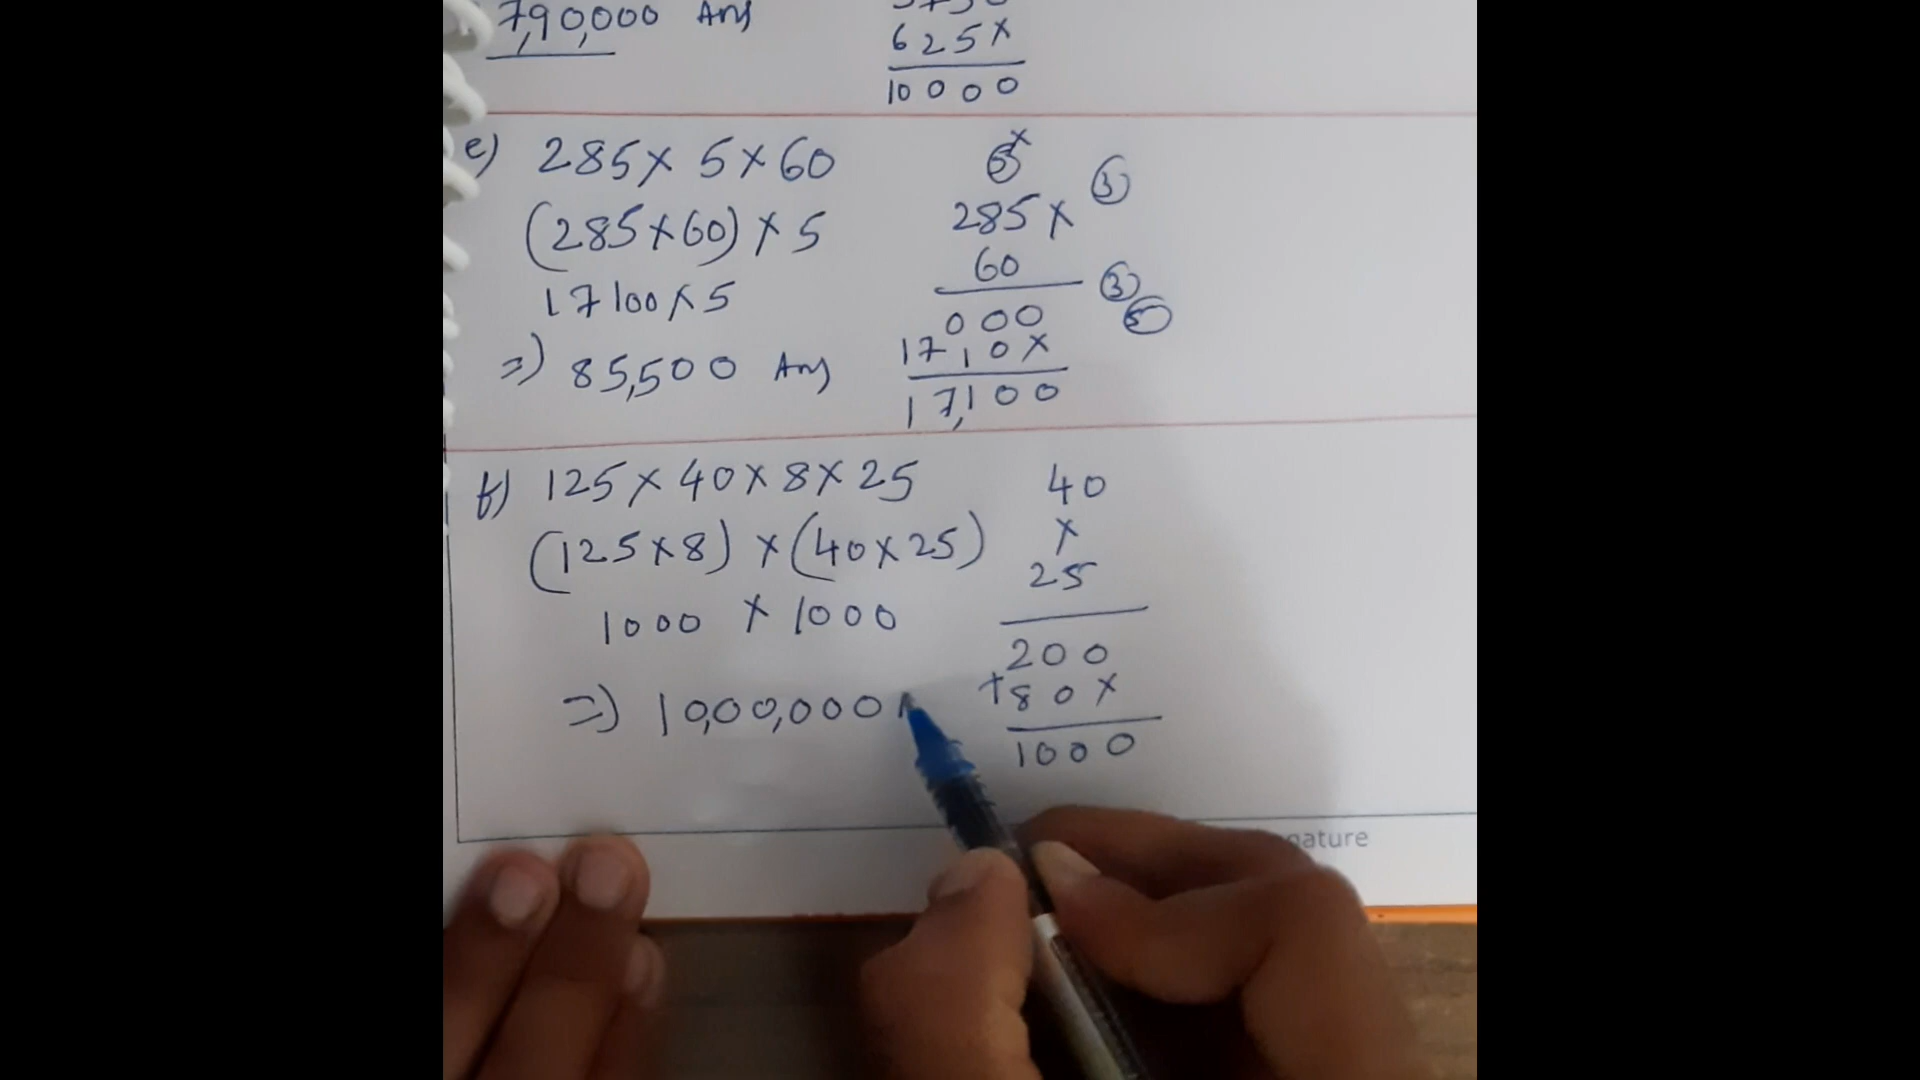 7,90,000 Ans
625×
10000
e) 285 × 5 × 60
(285 × 60) × 5
17100 × 5
=) 85,500 Ans
285 ×
60
000
1710×
17,100
f) 125 × 40 × 8 × 25
(125 × 8) × (40 × 25)
1000 × 1000
=) 10,00,000
40
×
25
200
+80×
1000
nature